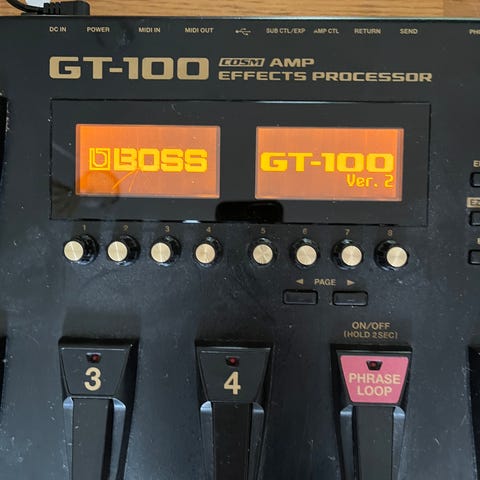 DC IN POWER MIDI IN MIDI OUT SUB CTL/EXP AMP CTL RETURN SEND
GT-100 COSM AMP
EFFECTS PROCESSOR
BOSS
GT-100
Ver. 2
1 2 3 4 5 6 7 8
◄ PAGE ►
ON/OFF
(HOLD 2SEC)
3
4
PHRASE
LOOP